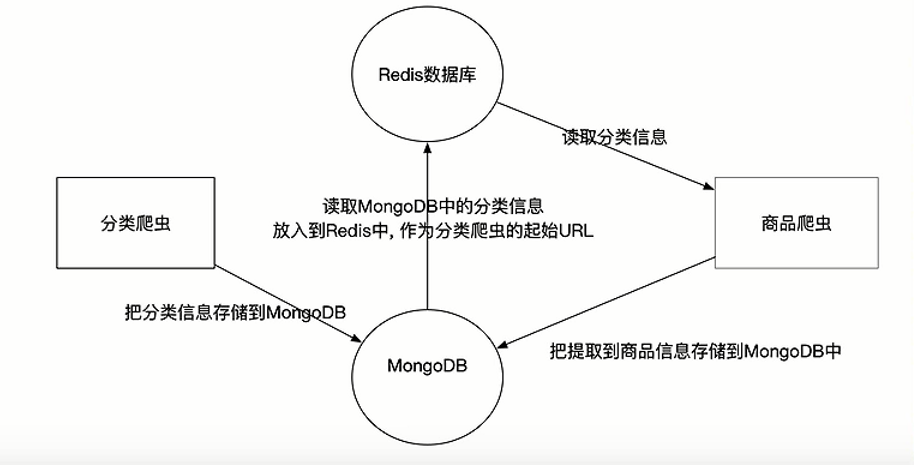 Redis数据库
读取分类信息
分类爬虫
读取MongoDB中的分类信息
放入到Redis中, 作为分类爬虫的起始URL
商品爬虫
把分类信息存储到MongoDB
MongoDB
把提取到商品信息存储到MongoDB中